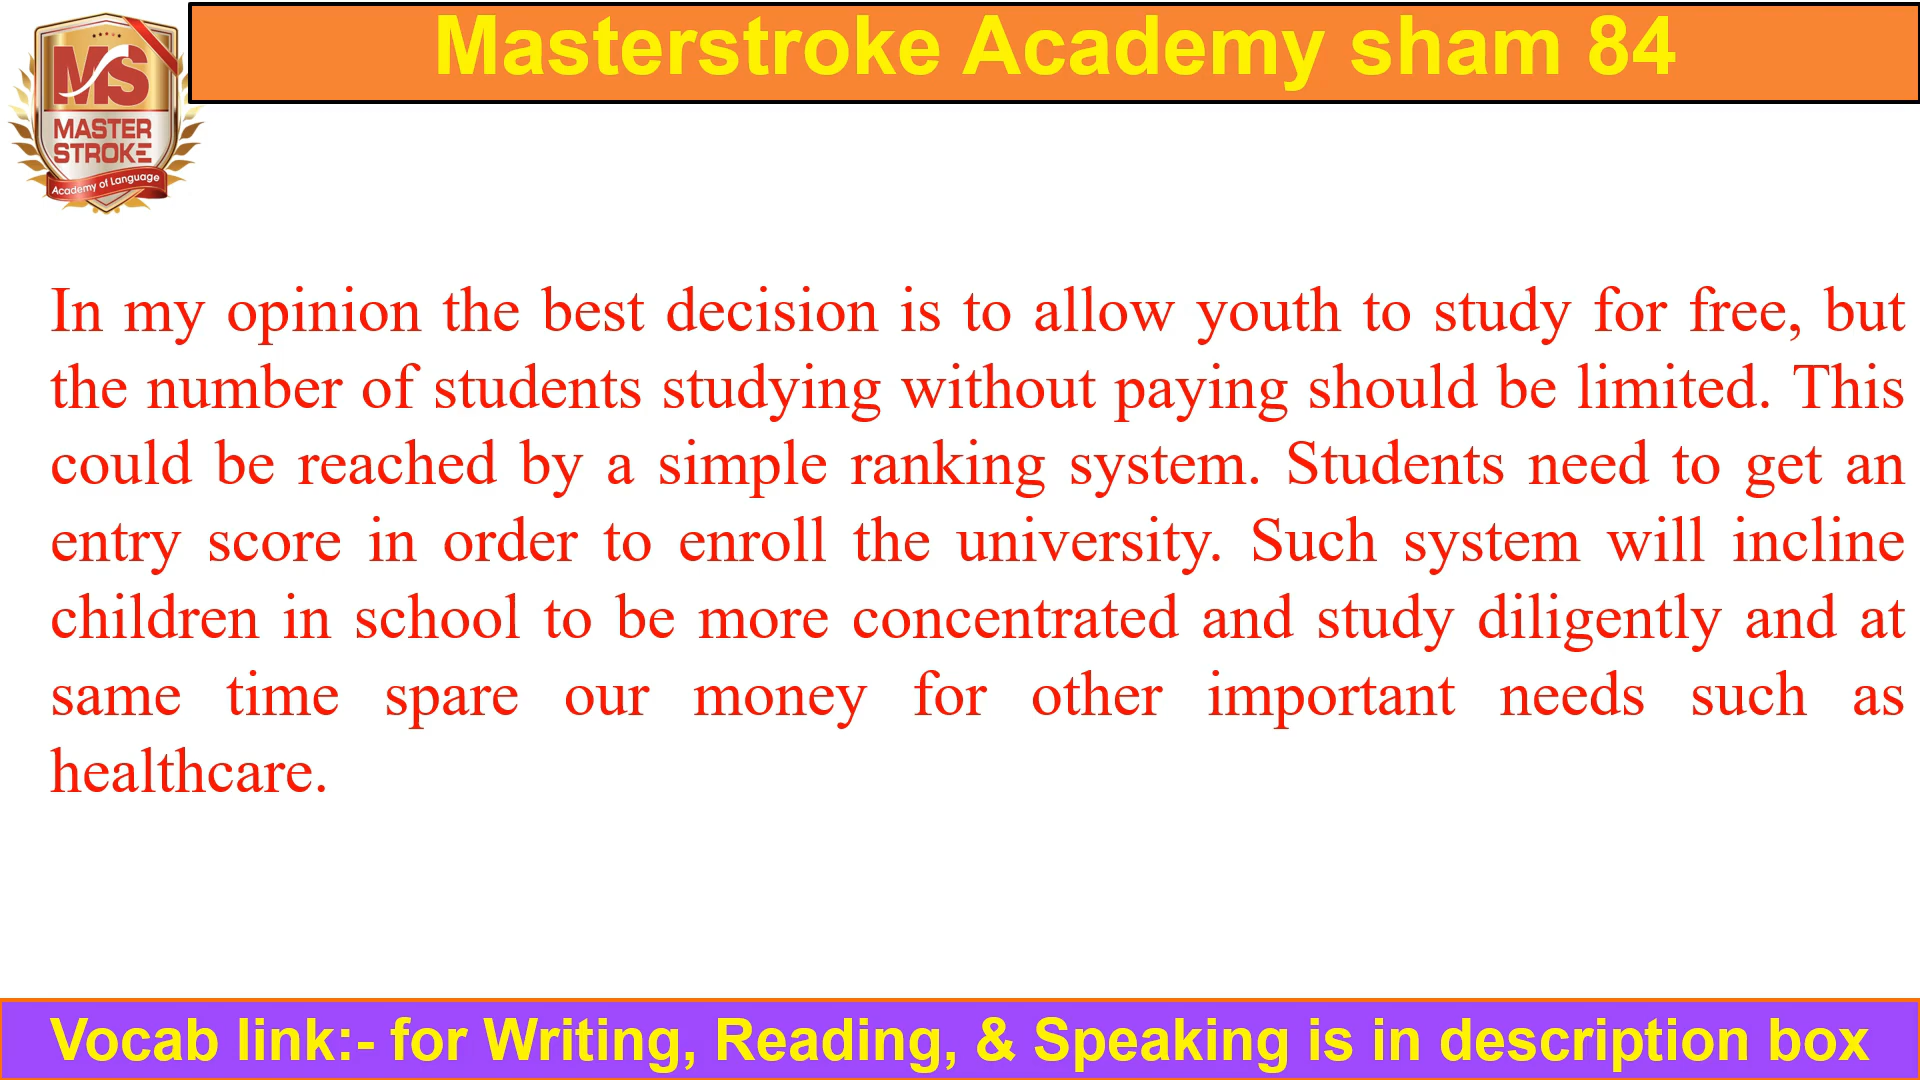 Masterstroke Academy sham 84
MS
MASTER
STROKE
Academy of Language
In my opinion the best decision is to allow youth to study for free, but
the number of students studying without paying should be limited. This
could be reached by a simple ranking system. Students need to get an
entry score in order to enroll the university. Such system will incline
children in school to be more concentrated and study diligently and at
same time spare our money for other important needs such as
healthcare.
Vocab link:- for Writing, Reading, & Speaking is in description box